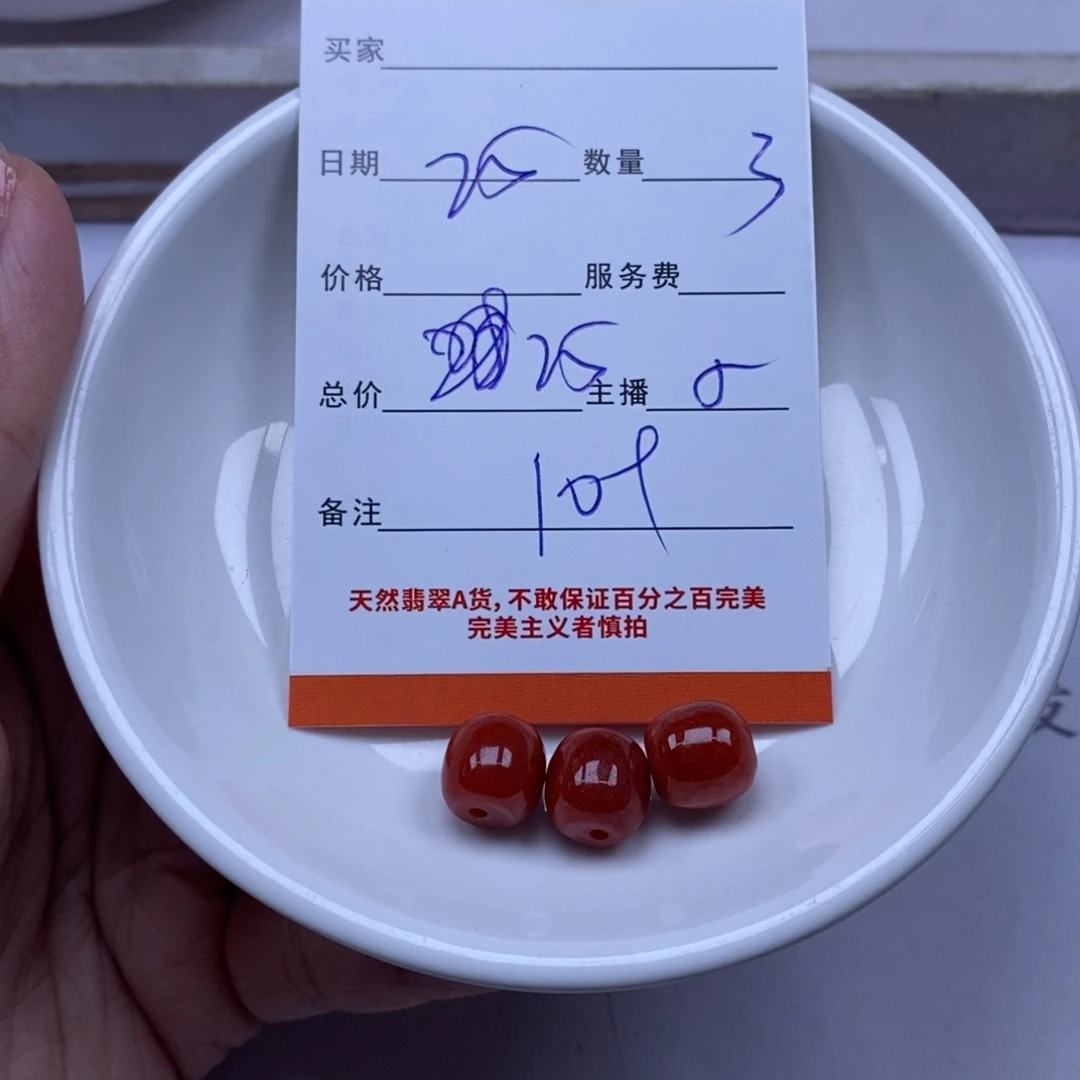 买家
日期 25 数量 3
价格 服务费
总价 25 主播 5
备注 109
天然翡翠A货,不敢保证百分之百完美
完美主义者慎拍